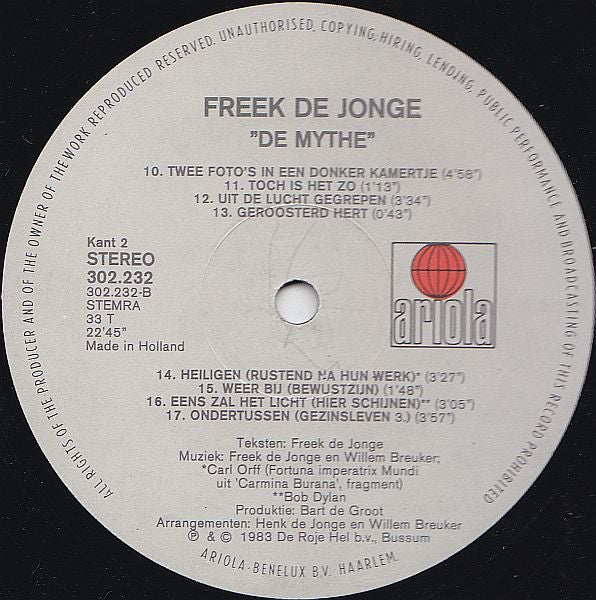 ALL RIGHTS OF THE PRODUCER AND OF THE OWNER OF THE WORK REPRODUCED RESERVED. UNAUTHORISED, COPYING, HIRING, LENDING, PUBLIC PERFORMANCE AND BROADCASTING OF THIS RECORD PROHIBITED
FREEK DE JONGE
"DE MYTHE"
10. TWEE FOTO'S IN EEN DONKER KAMERTJE (4'58")
11. TOCH IS HET ZO (1'13")
12. UIT DE LUCHT GEGREPEN (3'34")
13. GEROOSTERD HERT (0'43")
Kant 2
STEREO
302.232
302.232-B
STEMRA
33 T
22'45"
Made in Holland
ariola
14. HEILIGEN (RUSTEND NA HUN WERK)* (3'27")
15. WEER BIJ (BEWUSTZIJN) (1'48")
16. EENS ZAL HET LICHT (HIER SCHIJNEN)** (3'05")
17. ONDERTUSSEN (GEZINSLEVEN 3.) (3'57")
Teksten: Freek de Jonge
Muziek: Freek de Jonge en Willem Breuker;
*Carl Orff (Fortuna imperatrix Mundi
uit 'Carmina Burana', fragment)
**Bob Dylan
Produktie: Bart de Groot
Arrangementen: Henk de Jonge en Willem Breuker
℗ & © 1983 De Roje Hel b.v., Bussum
ARIOLA-BENELUX B.V. HAARLEM.